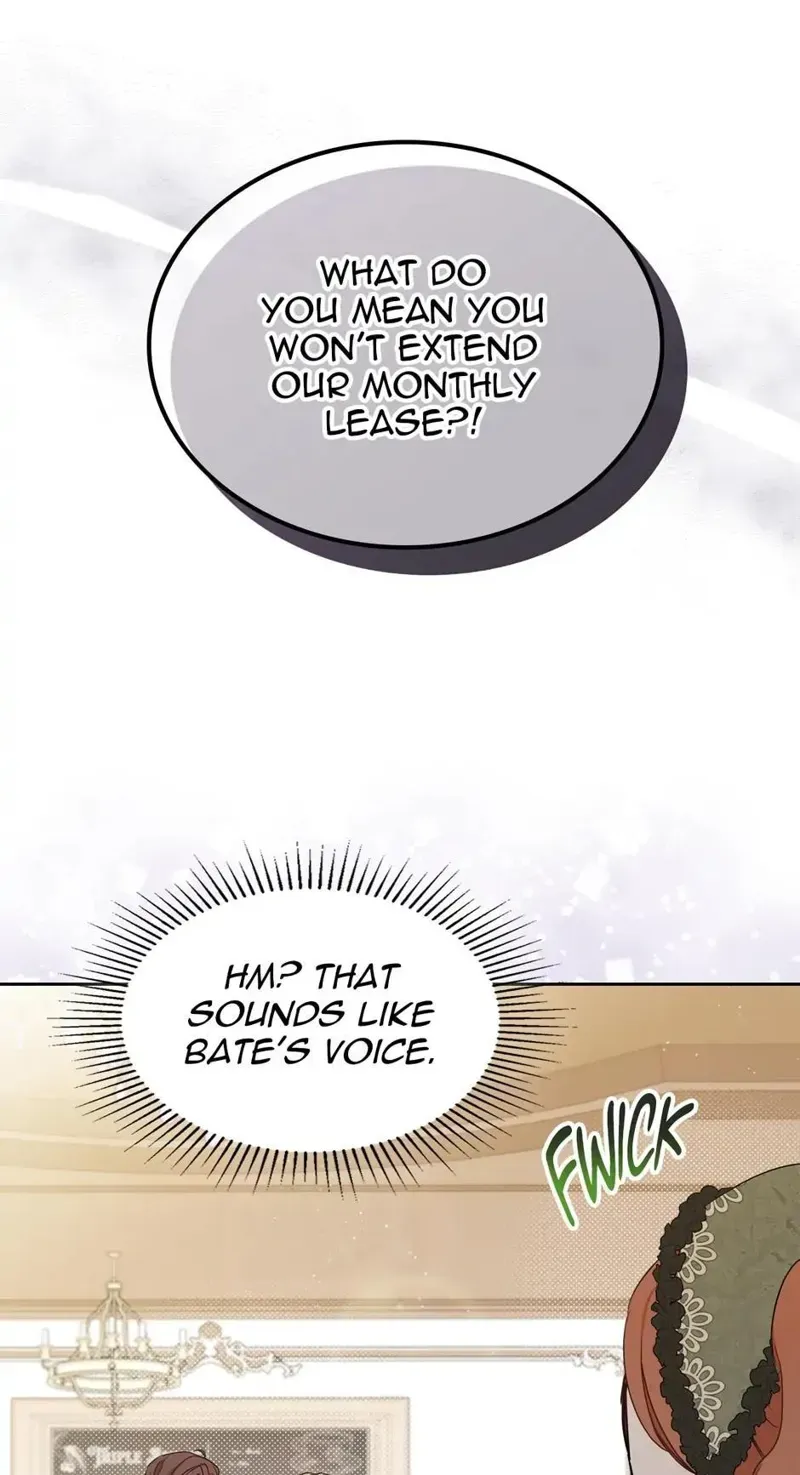 WHAT DO
YOU MEAN YOU
WON'T EXTEND
OUR MONTHLY
LEASE?!
HM? THAT
SOUNDS LIKE
BATE'S VOICE.
FWICK